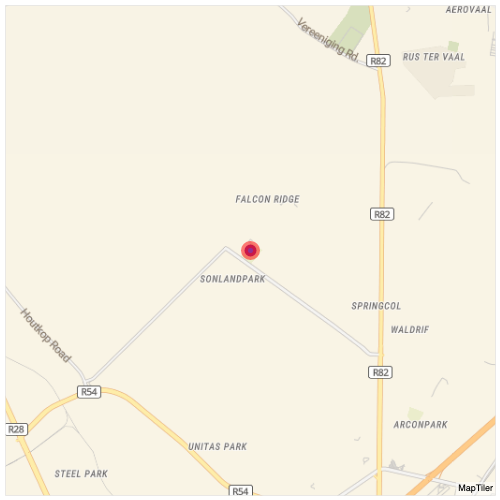 AEROVAAL
Vereeniging Rd.
RUS TER VAAL
R82
FALCON RIDGE
R82
SONLANDPARK
SPRINGCOL
WALDRIF
Houtkop Road
R82
R54
ARCONPARK
R28
UNITAS PARK
STEEL PARK
R54
MapTiler